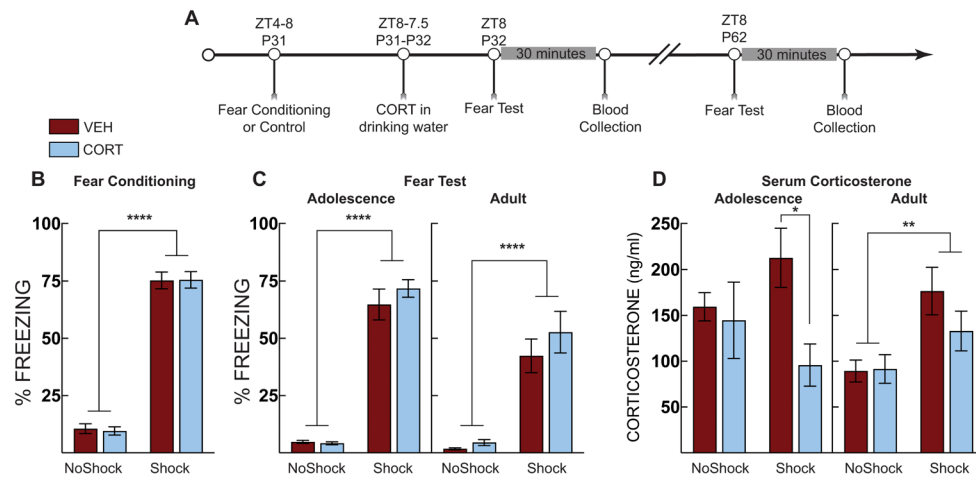 A
ZT4-8
P31
ZT8-7.5
P31-P32
ZT8
P32
30 minutes
ZT8
P62
30 minutes
Fear Conditioning
or Control
CORT in
drinking water
Fear Test
Blood
Collection
Fear Test
Blood
Collection
VEH
CORT
B
Fear Conditioning
% FREEZING
100
75
50
25
****
NoShock
Shock
C
Fear Test
Adolescence
Adult
% FREEZING
100
75
50
25
****
****
NoShock
Shock
NoShock
Shock
D
Serum Corticosterone
Adolescence
Adult
CORTICOSTERONE (ng/ml)
250
200
150
100
50
*
**
NoShock
Shock
NoShock
Shock